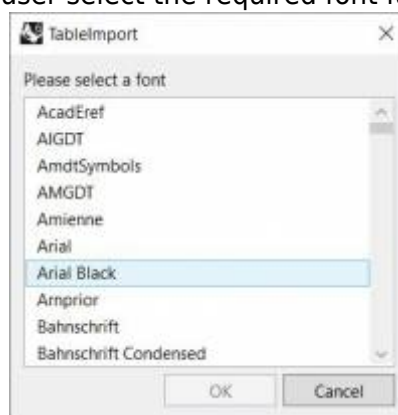 user select the required font f
TableImport
Please select a font
AcadEref
AIGDT
AmdtSymbols
AMGDT
Amienne
Arial
Arial Black
Arnprior
Bahnschrift
Bahnschrift Condensed
OK Cancel